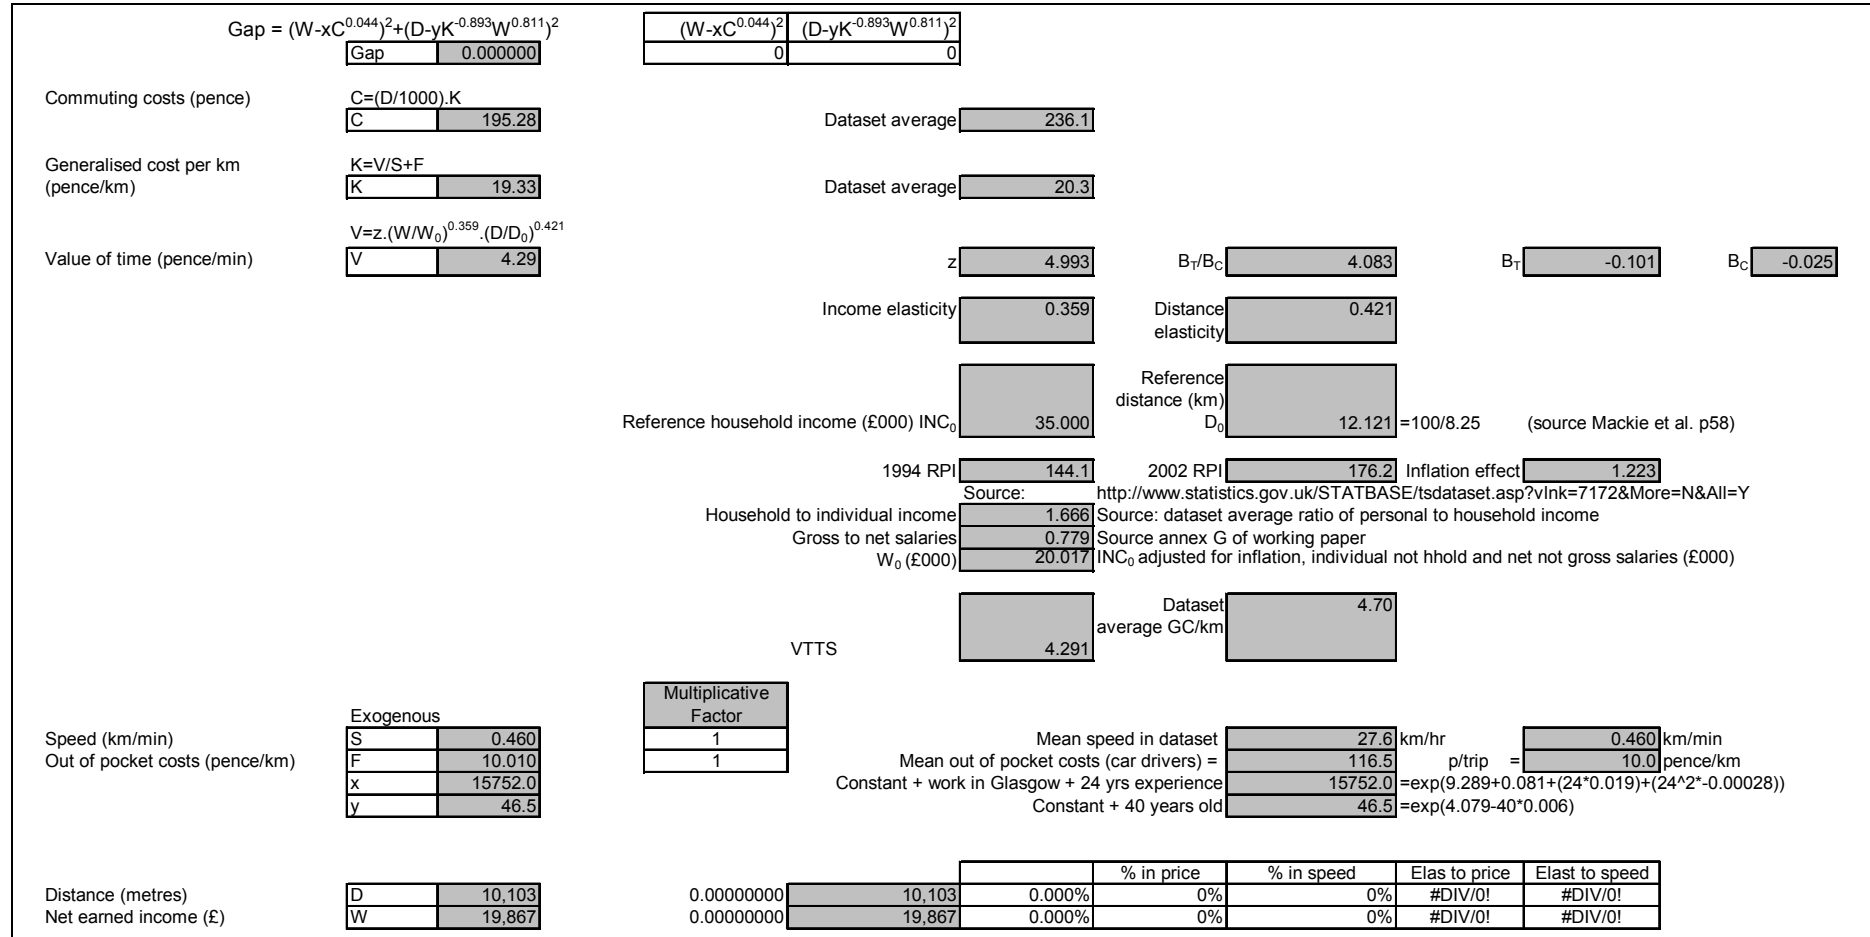 Gap = (W-xC^0.044)^2+(D-yK^-0.893W^0.811)^2 (W-xC^0.044)^2 (D-yK^-0.893W^0.811)^2
Gap 0.000000 0 0
Commuting costs (pence) C=(D/1000).K
C 195.28 Dataset average 236.1
Generalised cost per km K=V/S+F
(pence/km) K 19.33 Dataset average 20.3
V=z.(W/W₀)^0.359.(D/D₀)^0.421
Value of time (pence/min) V 4.29 z 4.993 B_T/B_C 4.083 B_T -0.101 B_C -0.025
Income elasticity 0.359 Distance 0.421
elasticity
Reference
distance (km)
Reference household income (£000) INC₀ 35.000 D₀ 12.121 =100/8.25 (source Mackie et al. p58)
1994 RPI 144.1 2002 RPI 176.2 Inflation effect 1.223
Source: http://www.statistics.gov.uk/STATBASE/tsdataset.asp?vlnk=7172&More=N&All=Y
Household to individual income 1.666 Source: dataset average ratio of personal to household income
Gross to net salaries 0.779 Source annex G of working paper
W₀ (£000) 20.017 INC₀ adjusted for inflation, individual not hhold and net not gross salaries (£000)
Dataset 4.70
average GC/km
VTTS 4.291
Multiplicative
Exogenous Factor
Speed (km/min) S 0.460 1 Mean speed in dataset 27.6 km/hr 0.460 km/min
Out of pocket costs (pence/km) F 10.010 1 Mean out of pocket costs (car drivers) = 116.5 p/trip = 10.0 pence/km
x 15752.0 Constant + work in Glasgow + 24 yrs experience 15752.0 =exp(9.289+0.081+(24*0.019)+(24^2*-0.00028))
y 46.5 Constant + 40 years old 46.5 =exp(4.079-40*0.006)
% in price % in speed Elas to price Elast to speed
Distance (metres) D 10,103 0.00000000 10,103 0.000% 0% 0% #DIV/0! #DIV/0!
Net earned income (£) W 19,867 0.00000000 19,867 0.000% 0% 0% #DIV/0! #DIV/0!